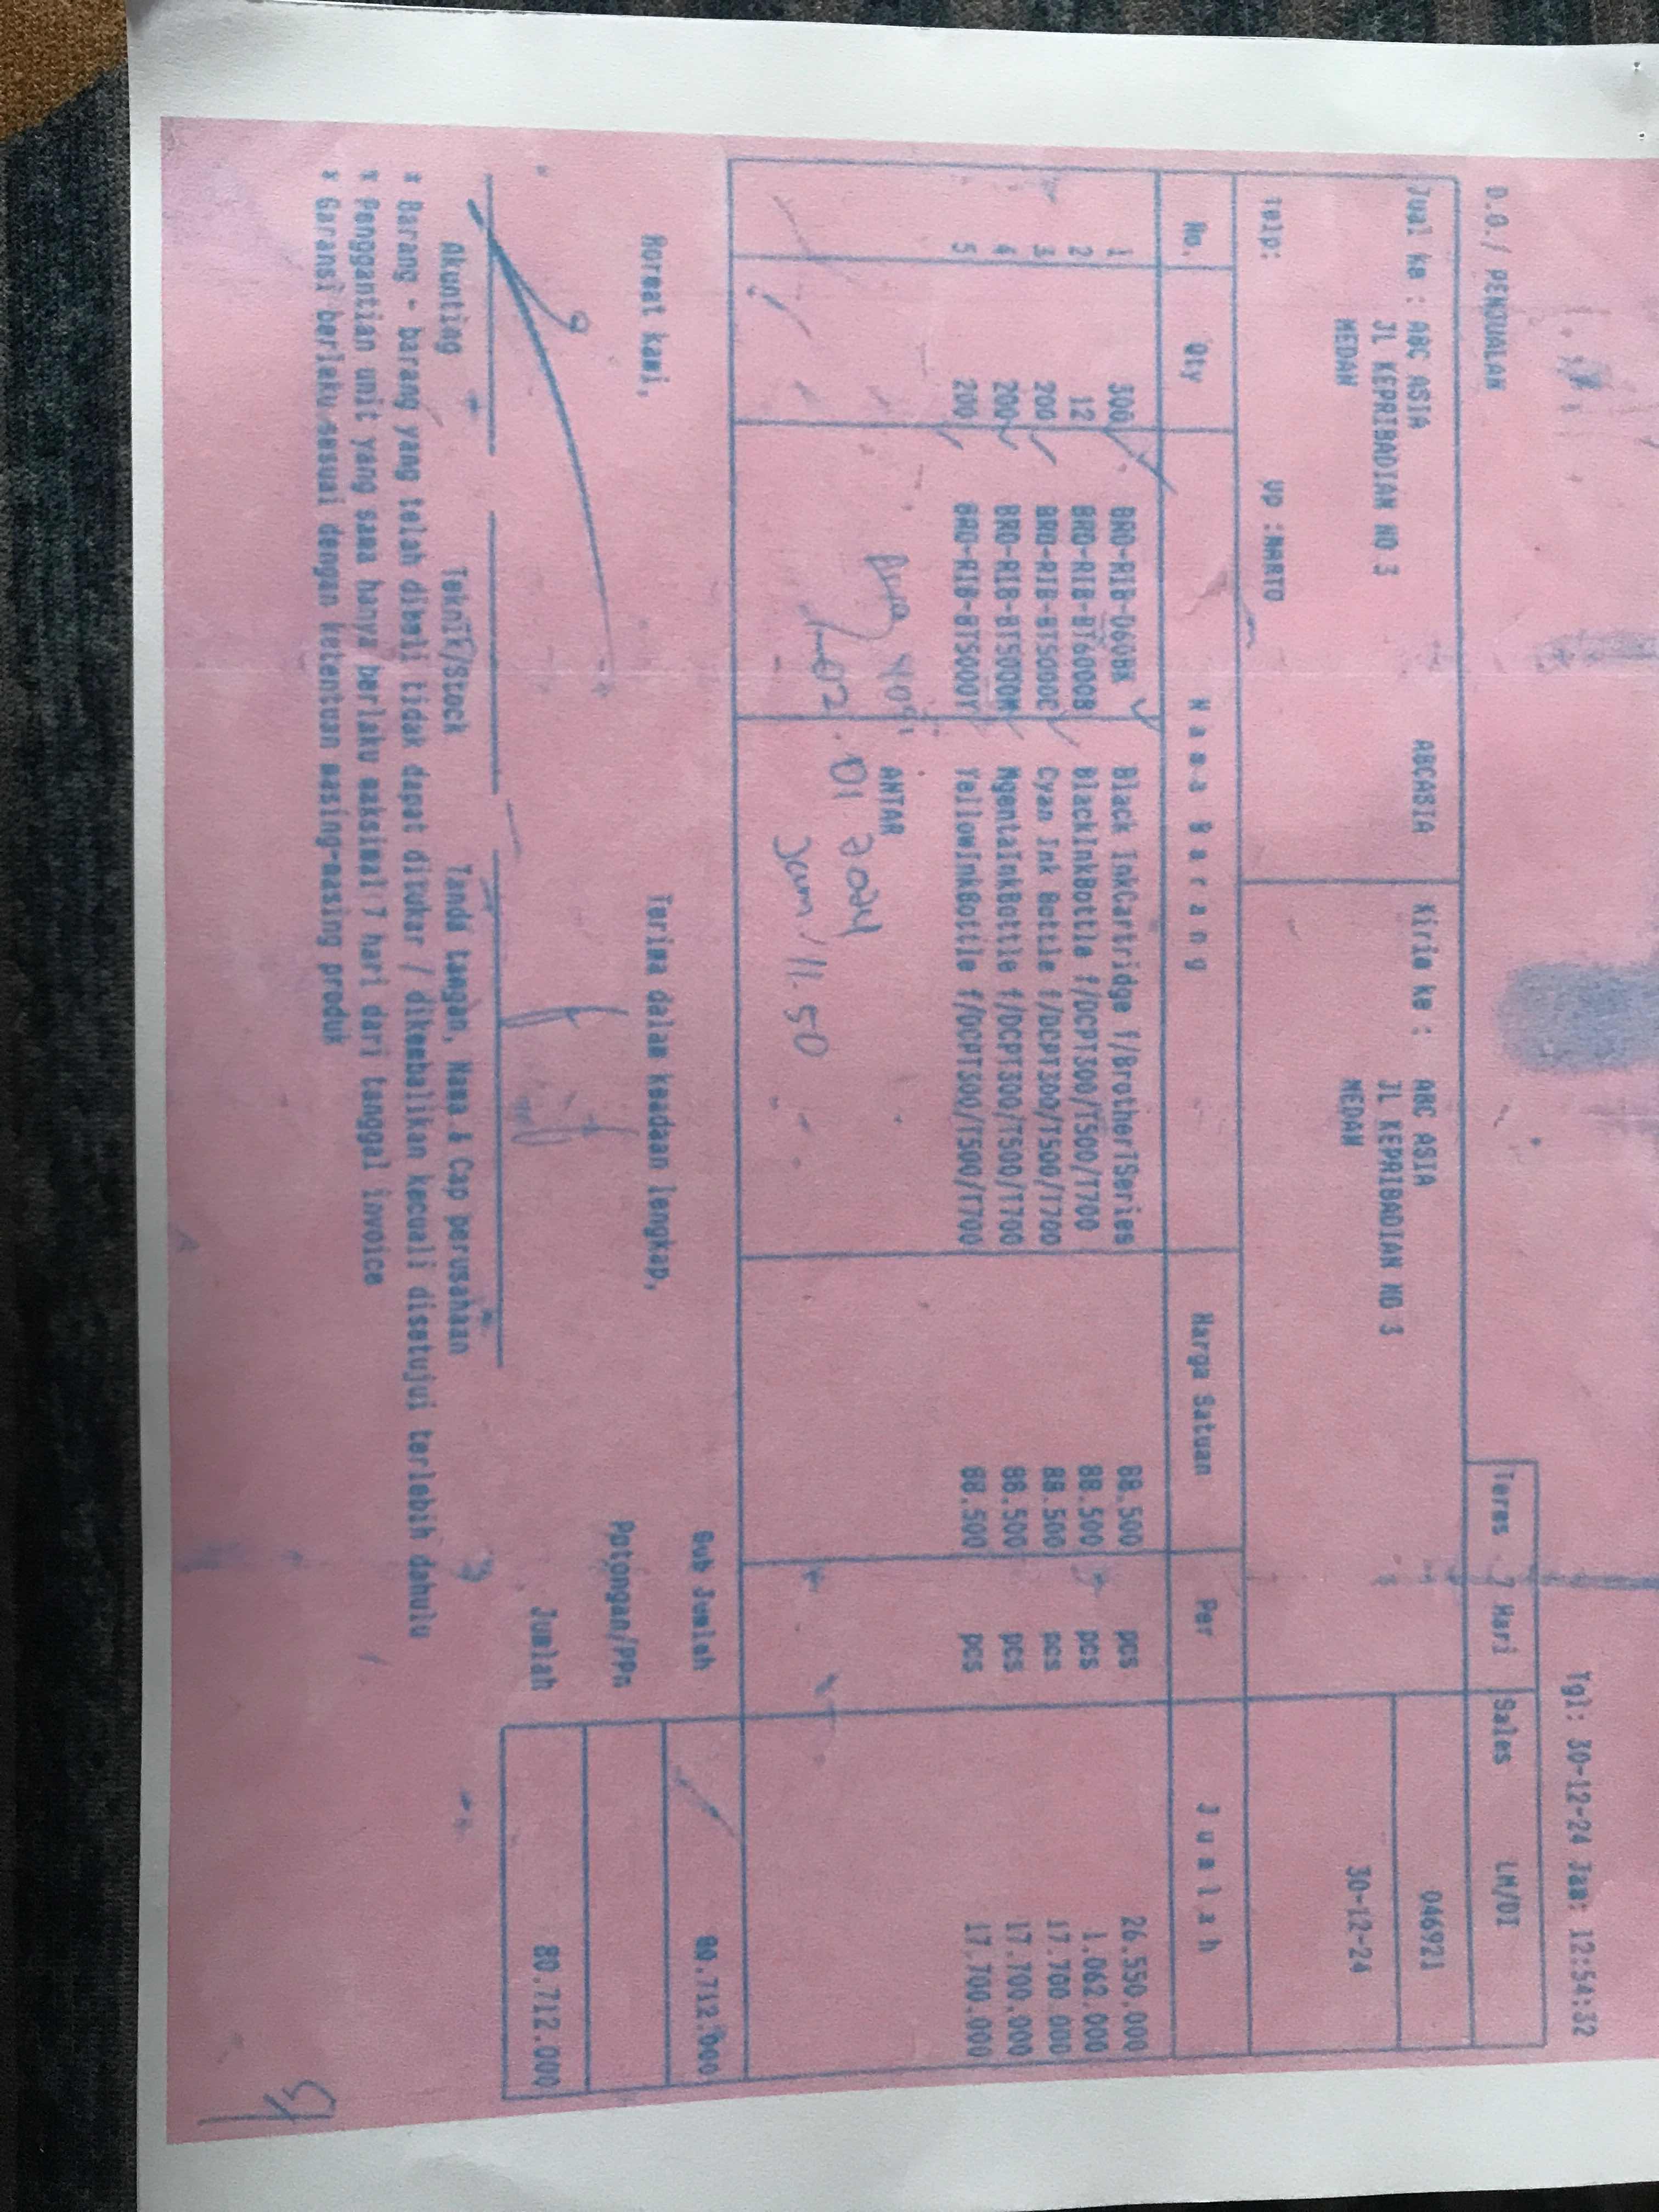 Tgl: 30-12-24 Jam: 12:54:32
D.O./ PENJUALAN
Terms 7 Hari Sales LM/DI
Jual ke : ABC ASIA ABCASIA Kirim ke : ABC ASIA 046921
JL KEPRIBADIAN NO 3 JL KEPRIBADIAN NO 3
MEDAN MEDAN 30-12-24
Telp: Up :NARTO
No. Qty Nama Barang Harga Satuan Per Jumlah
1 300 BRO-RIB-D60BK Black InkCartridge f/BrotherTSeries 88.500 pcs 26.550.000
2 12 BRO-RIB-BT6000B BlackInkBottle f/DCPT300/T500/T700 88.500 pcs 1.062.000
3 200 BRO-RIB-BT5000C Cyan Ink Bottle f/DCPT300/T500/T700 88.500 pcs 17.700.000
4 200 BRO-RIB-BT5000M MgentaInkBottle f/DCPT300/T500/T700 88.500 pcs 17.700.000
5 200 BRO-RIB-BT5000Y YellowInkBottle f/DCPT300/T500/T700 88.500 pcs 17.700.000
ANTAR
Jam 11.50
Sub Jumlah 80.712.000
Hormat kami, Terima dalam keadaan lengkap,
Potongan/PPn
Jumlah 80.712.000
Akunting Teknik/Stock Tanda tangan, Nama & Cap perusahaan
* Barang - barang yang telah dibeli tidak dapat ditukar / dikembalikan kecuali disetujui terlebih dahulu
* Penggantian unit yang sama hanya berlaku maksimal 7 hari dari tanggal invoice
* Garansi berlaku sesuai dengan ketentuan masing-masing produk